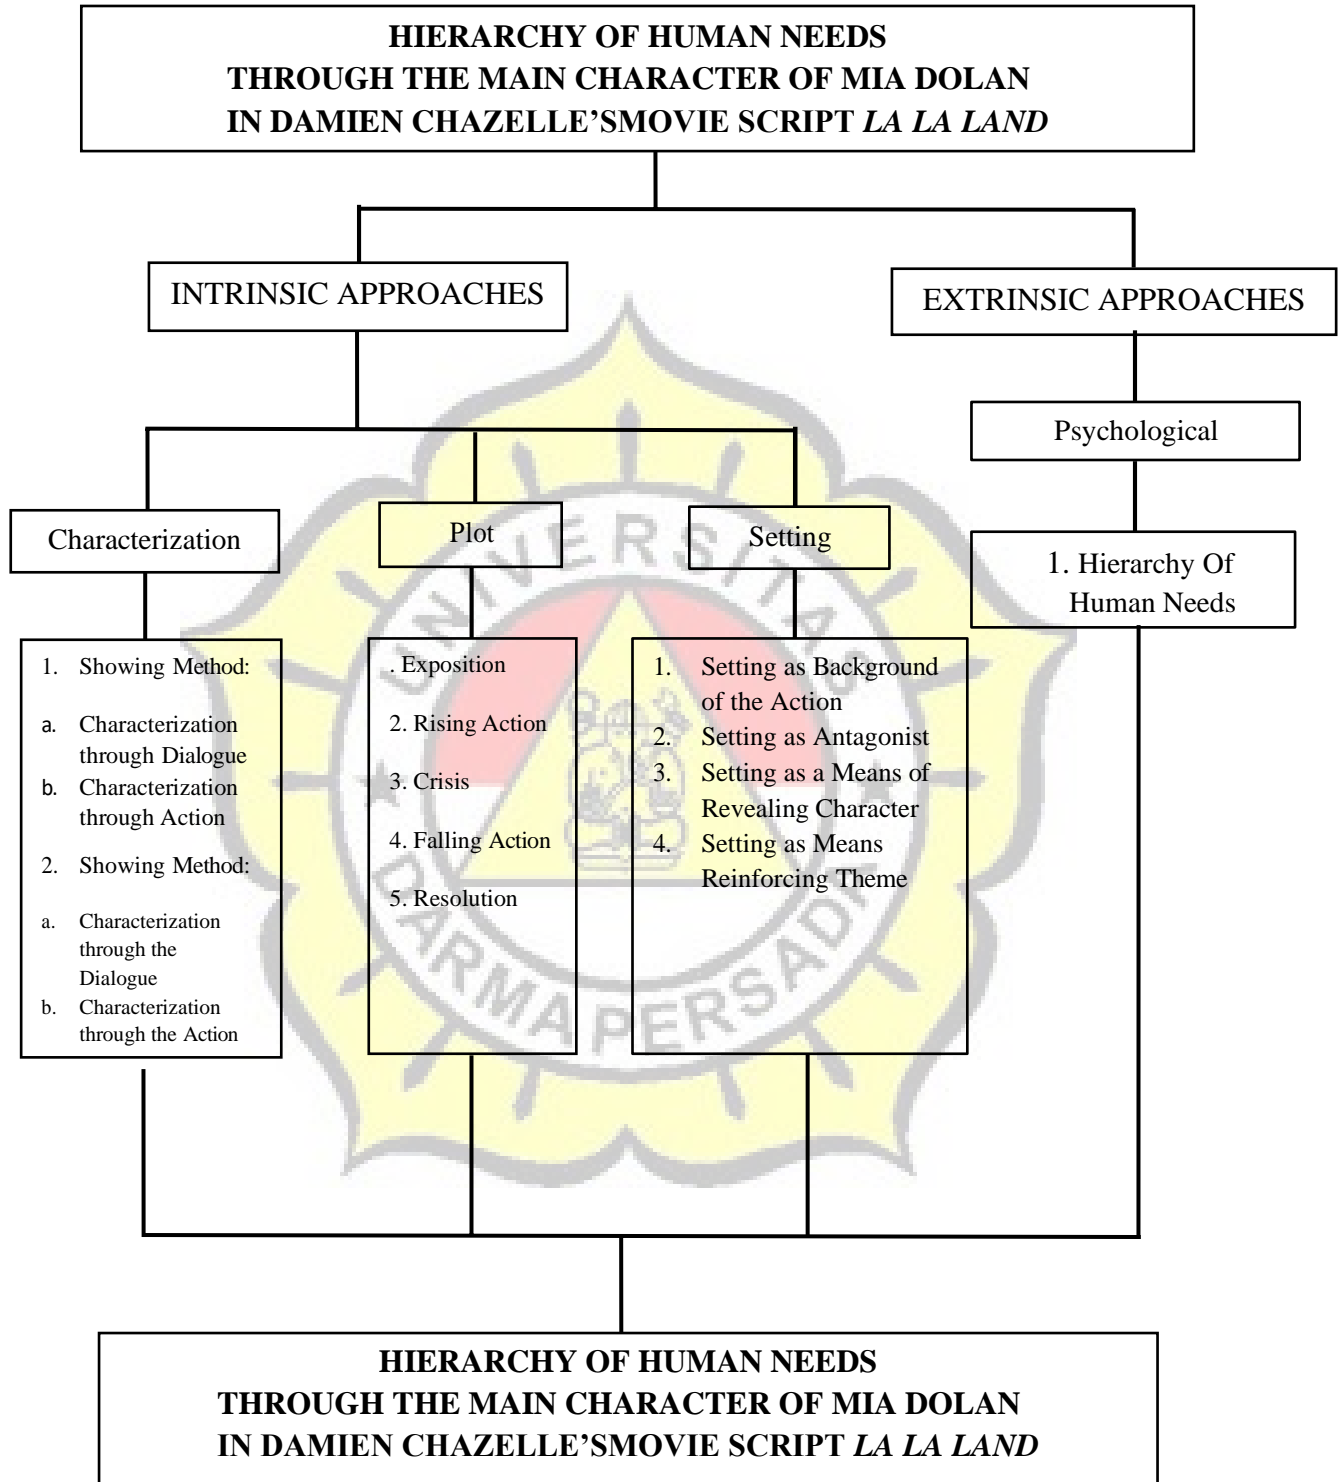 HIERARCHY OF HUMAN NEEDS
THROUGH THE MAIN CHARACTER OF MIA DOLAN
IN DAMIEN CHAZELLE’SMOVIE SCRIPT LA LA LAND
INTRINSIC APPROACHES
EXTRINSIC APPROACHES
Psychological
Characterization
Plot
Setting
1. Hierarchy Of
Human Needs
1. Showing Method:
a. Characterization
through Dialogue
b. Characterization
through Action
2. Showing Method:
a. Characterization
through the
Dialogue
b. Characterization
through the Action
. Exposition
2. Rising Action
3. Crisis
4. Falling Action
5. Resolution
1. Setting as Background
of the Action
2. Setting as Antagonist
3. Setting as a Means of
Revealing Character
4. Setting as Means
Reinforcing Theme
UNIVERSITAS
DARMA PERSADA
HIERARCHY OF HUMAN NEEDS
THROUGH THE MAIN CHARACTER OF MIA DOLAN
IN DAMIEN CHAZELLE’SMOVIE SCRIPT LA LA LAND